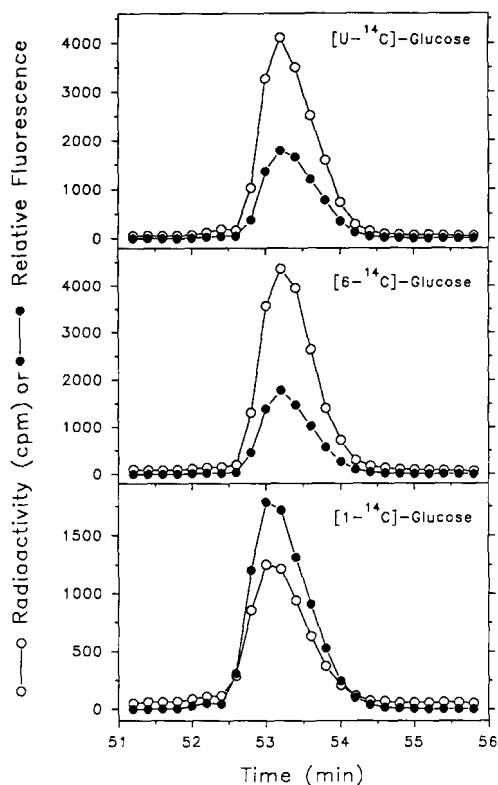 ○—○ Radioactivity (cpm) or ●—● Relative Fluorescence
[U-¹⁴C]-Glucose
4000
3000
2000
1000
0
[6-¹⁴C]-Glucose
4000
3000
2000
1000
0
[1-¹⁴C]-Glucose
1500
1000
500
0
51 52 53 54 55 56
Time (min)